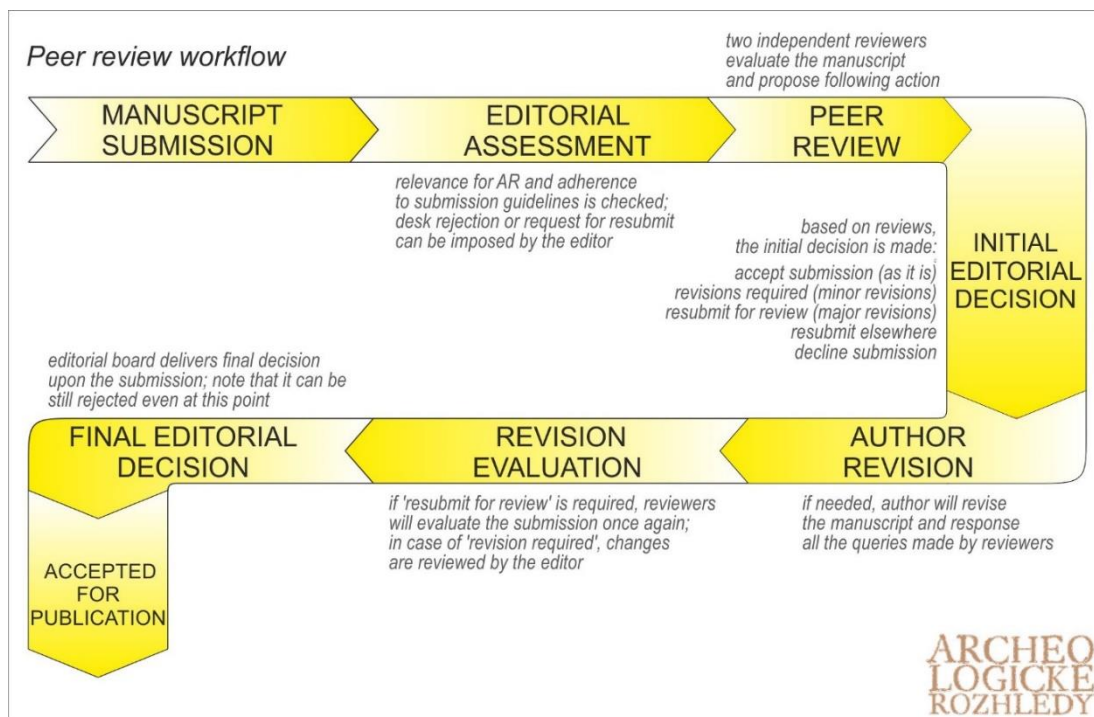 Peer review workflow
MANUSCRIPT
SUBMISSION
EDITORIAL
ASSESSMENT
relevance for AR and adherence
to submission guidelines is checked;
desk rejection or request for resubmit
can be imposed by the editor
two independent reviewers
evaluate the manuscript
and propose following action
PEER
REVIEW
based on reviews,
the initial decision is made:
accept submission (as it is)
revisions required (minor revisions)
resubmit for review (major revisions)
resubmit elsewhere
decline submission
INITIAL
EDITORIAL
DECISION
AUTHOR
REVISION
if needed, author will revise
the manuscript and response
all the queries made by reviewers
REVISION
EVALUATION
if 'resubmit for review' is required, reviewers
will evaluate the submission once again;
in case of 'revision required', changes
are reviewed by the editor
editorial board delivers final decision
upon the submission; note that it can be
still rejected even at this point
FINAL EDITORIAL
DECISION
ACCEPTED
FOR
PUBLICATION
ARCHEO
LOGICKE
ROZHLEDY